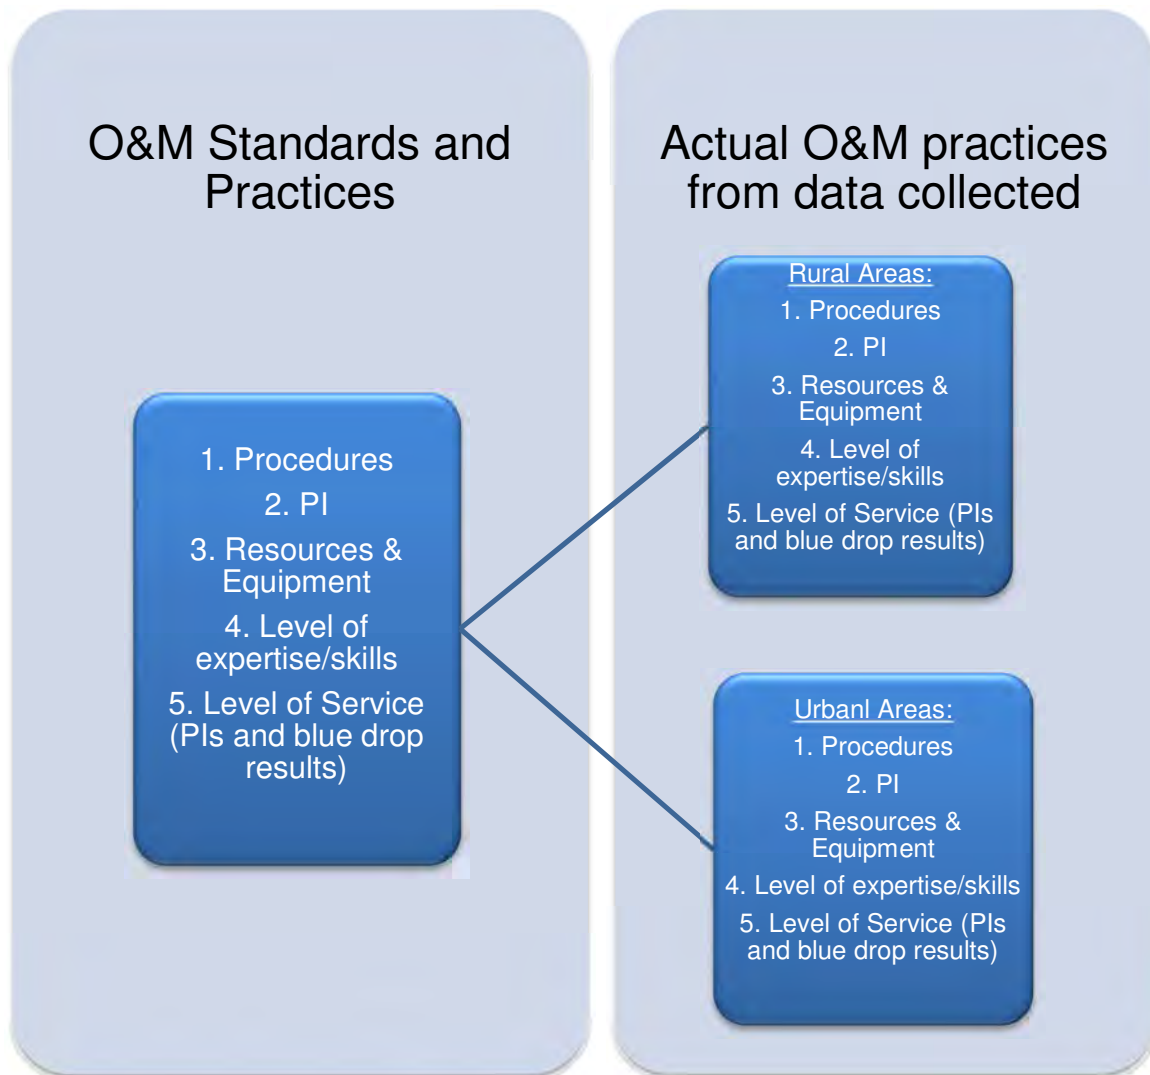 O&M Standards and
Practices
1. Procedures
2. PI
3. Resources &
Equipment
4. Level of
expertise/skills
5. Level of Service
(PIs and blue drop
results)
Actual O&M practices
from data collected
Rural Areas:
1. Procedures
2. PI
3. Resources &
Equipment
4. Level of
expertise/skills
5. Level of Service (PIs
and blue drop results)
Urbanl Areas:
1. Procedures
2. PI
3. Resources &
Equipment
4. Level of expertise/skills
5. Level of Service (PIs
and blue drop results)